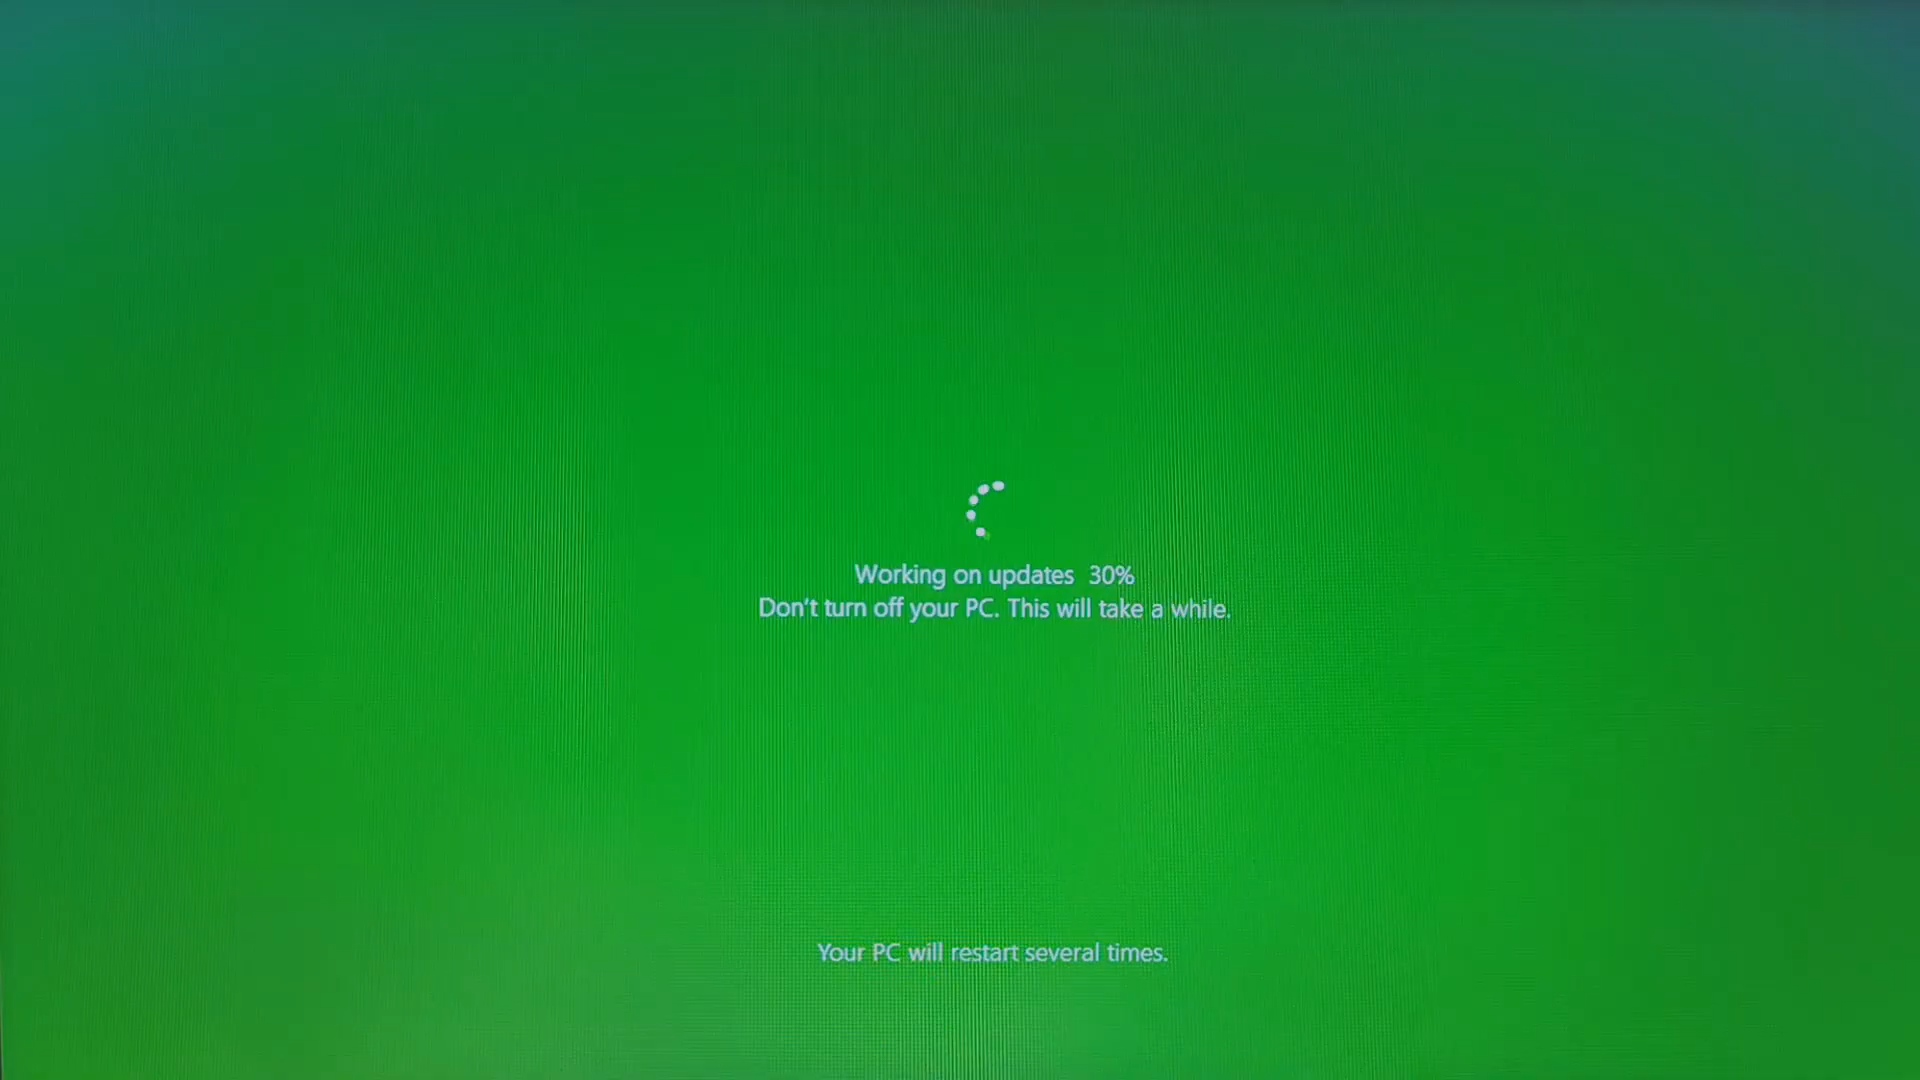 Working on updates 30%
Don't turn off your PC. This will take a while.
Your PC will restart several times.